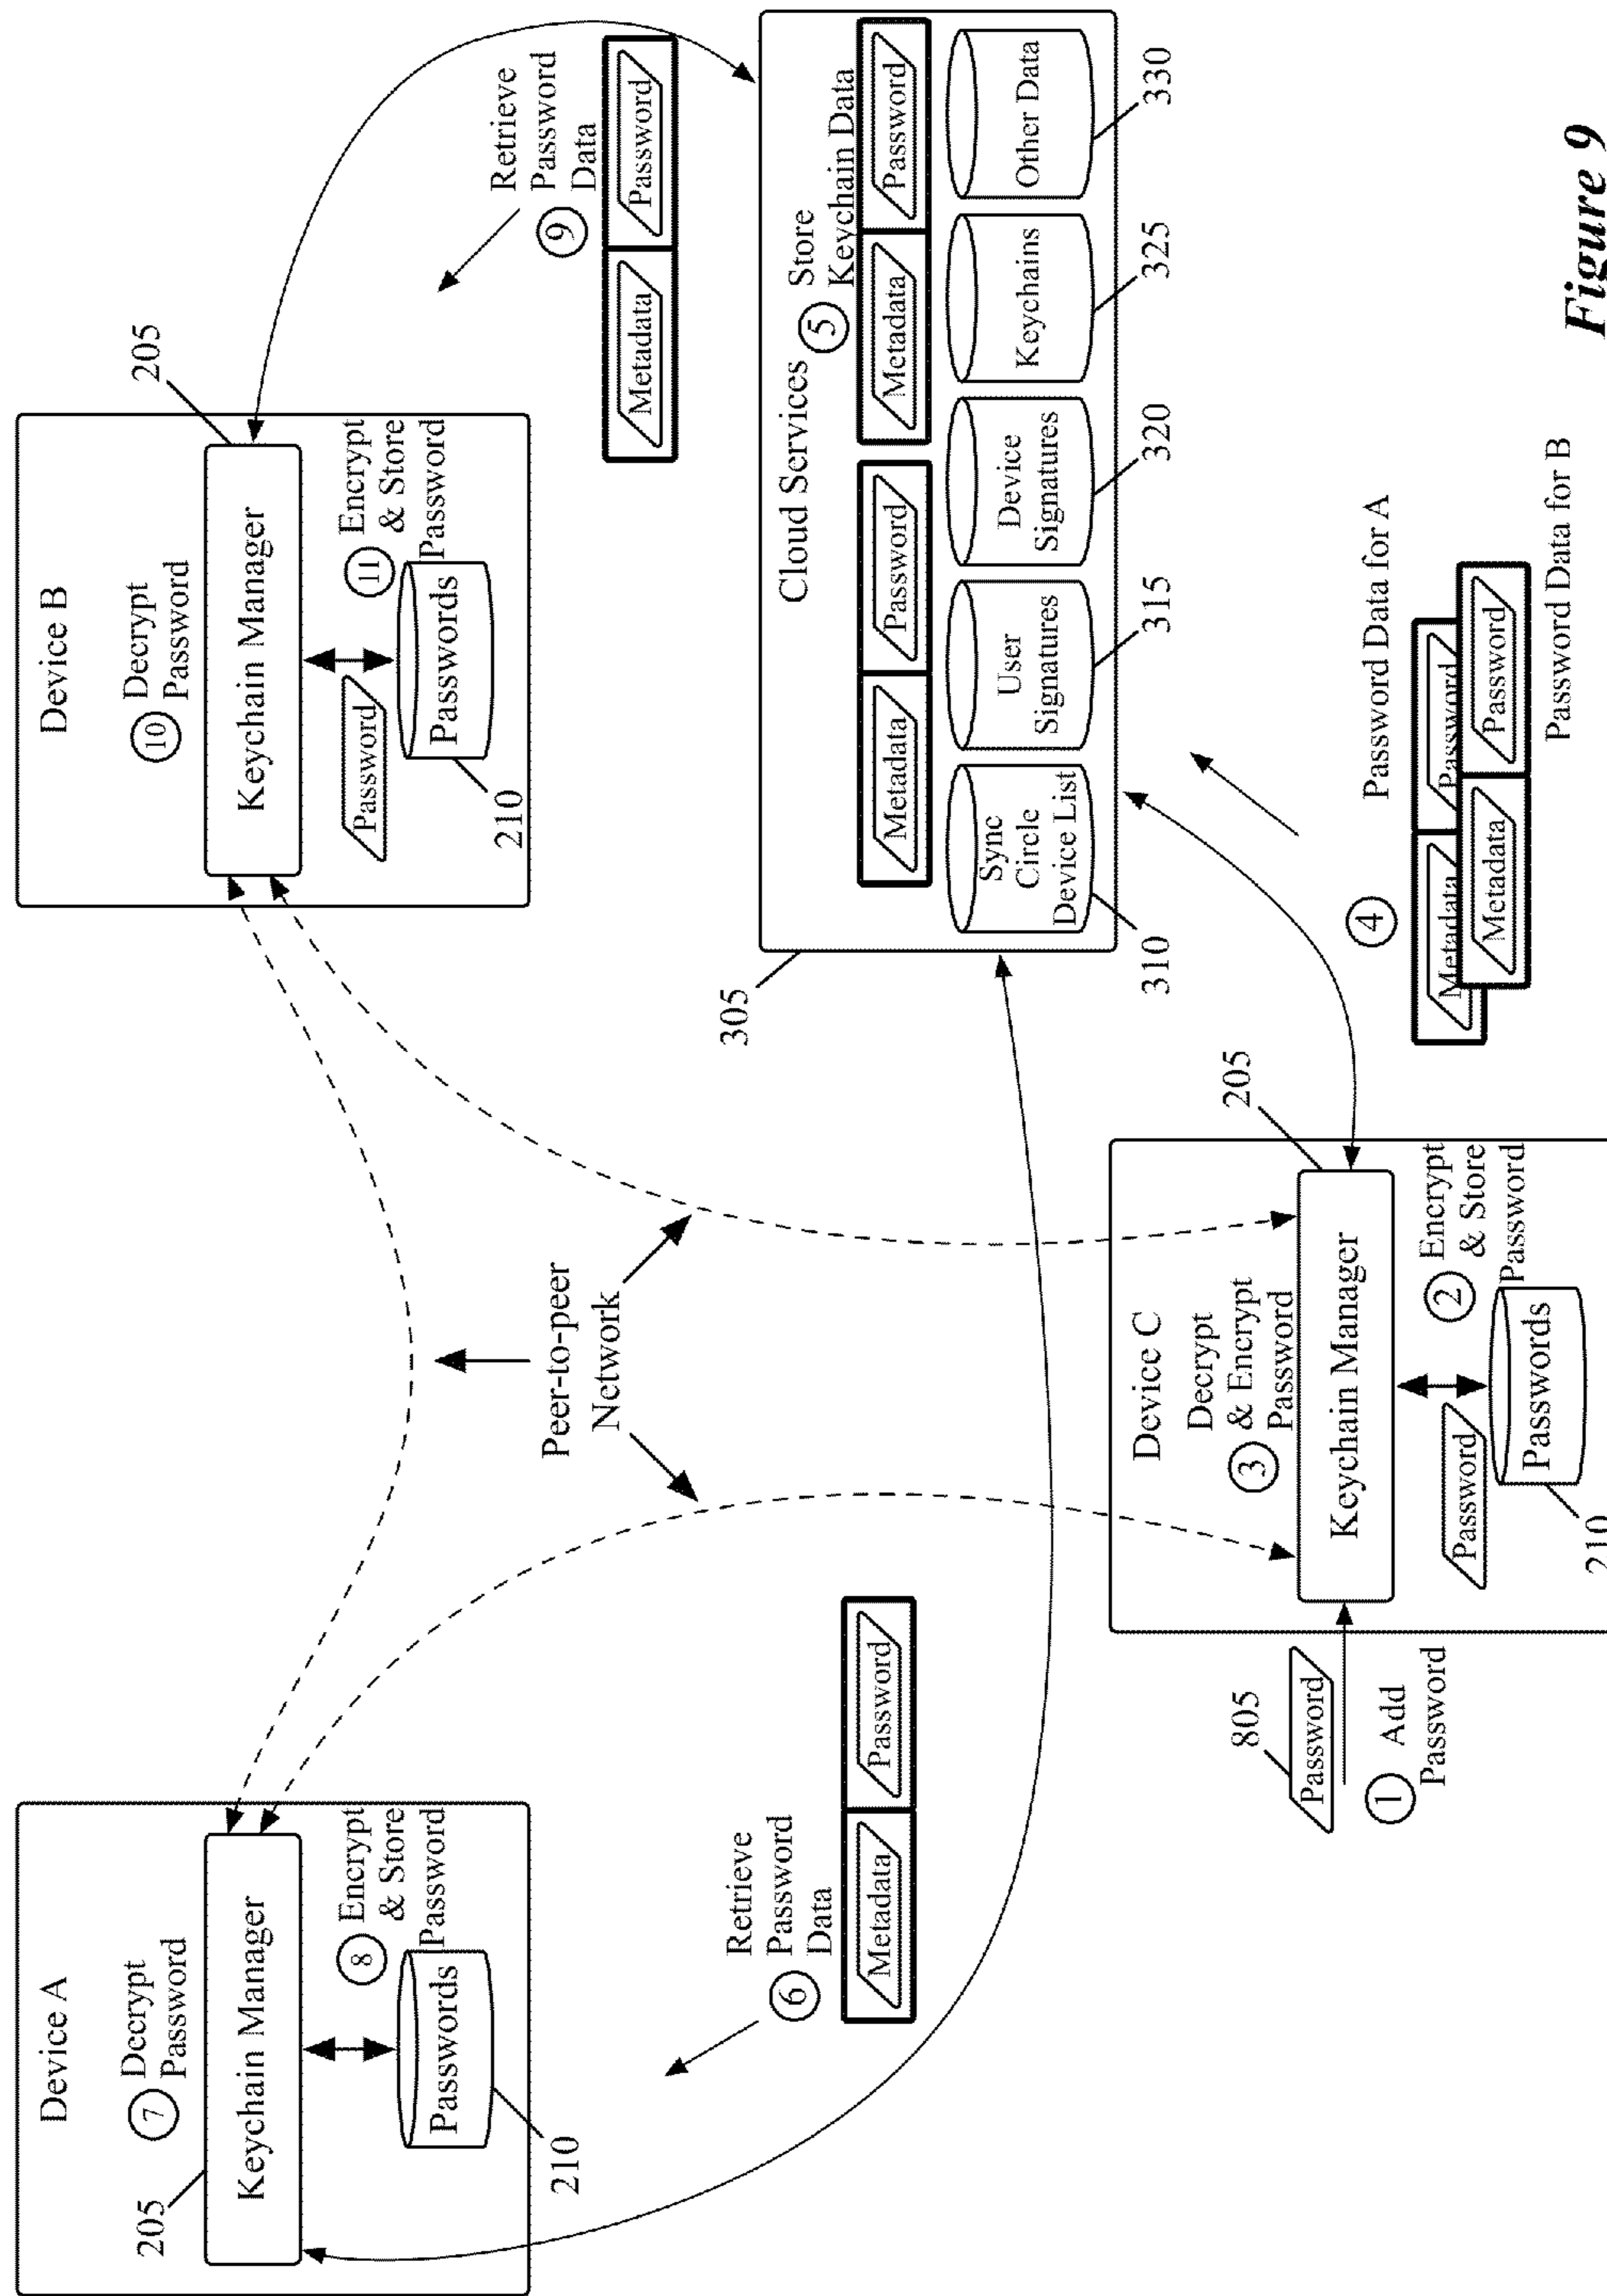 Device A
7
Decrypt
Password
205
Keychain Manager
8
Encrypt
& Store
Password
Passwords
210
Device B
10
Decrypt
Password
205
Keychain Manager
11
Encrypt
& Store
Password
Password
Passwords
210
Peer-to-peer
Network
Retrieve
6
Password
Data
Metadata
Password
Retrieve
9
Password
Data
Metadata
Password
305
Cloud Services
5
Store
Keychain Data
Metadata
Password
Metadata
Password
Sync
Circle
Device List
User
Signatures
Device
Signatures
Keychains
Other Data
310
315
320
325
330
805
Password
1
Add
Password
Device C
Decrypt
3
& Encrypt
Password
205
Keychain Manager
2
Encrypt
& Store
Password
Password
Passwords
210
4
Password Data for A
Metadata
Password
Metadata
Password
Password Data for B
Figure 9